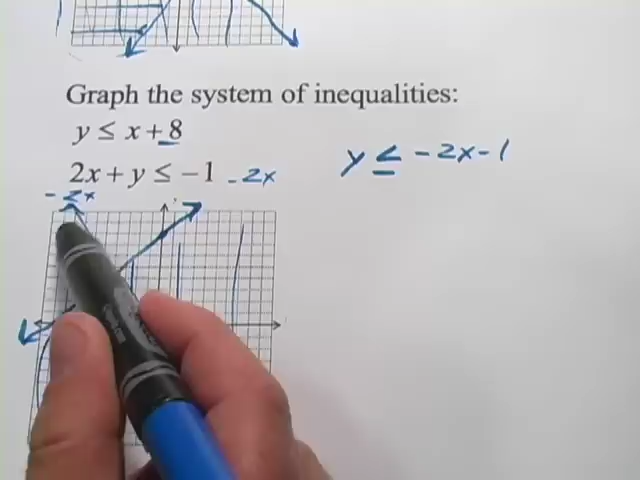 Graph the system of inequalities:
y ≤ x + 8
2x + y ≤ −1 -2x
y ≤ -2x-1
-2x